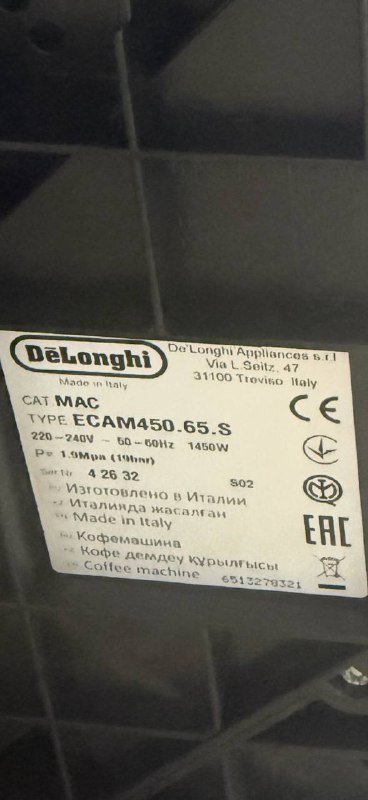 DeLonghi
De'Longhi Appliances s.r.l
Via L.Seitz, 47
31100 Treviso Italy
Made in Italy
CAT. MAC
TYPE ECAM450.65.S
220-240V ~ 50-60Hz 1450W
P= 1.9Mpa (19bar)
Ser Nr 4 26 32 S02
CE
Изготовлено в Италии
Италияда жасалған
Made in Italy
EAC
Кофемашина
Кофе демдеу құрылғысы
Coffee machine
6513278321